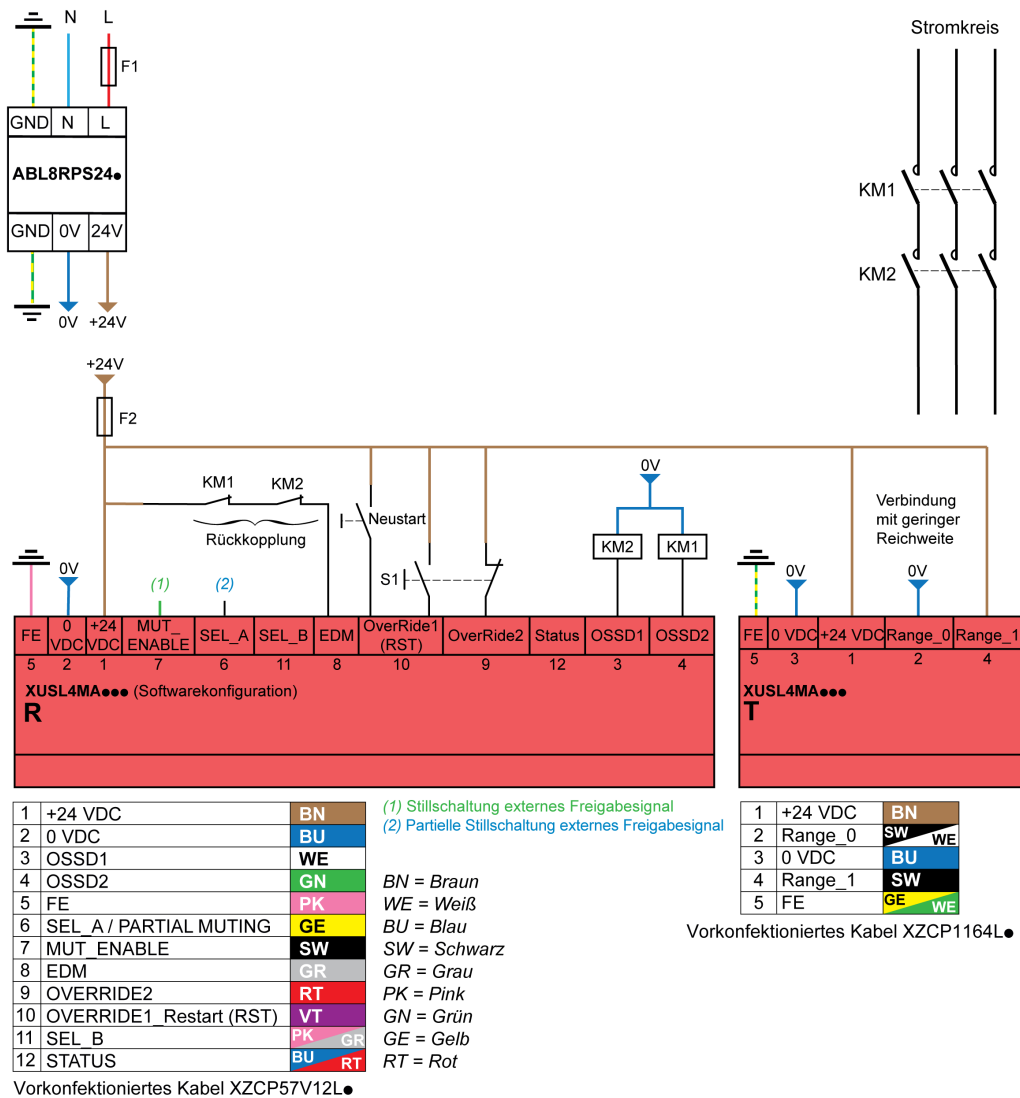 N L
Stromkreis
F1
GND N L
ABL8RPS24●
KM1
GND 0V 24V
KM2
0V +24V
+24V
F2
0V
KM1 KM2
Neustart
Rückkopplung
KM2 KM1
Verbindung
mit geringer
Reichweite
0V
(1) (2)
S1
0V 0V
FE 0 VDC +24 VDC MUT_ENABLE SEL_A SEL_B EDM OverRide1 (RST) OverRide2 Status OSSD1 OSSD2
5 2 1 7 6 11 8 10 9 12 3 4
XUSL4MA●●● (Softwarekonfiguration)
R
FE 0 VDC +24 VDC Range_0 Range_1
5 3 1 2 4
XUSL4MA●●●
T
1 +24 VDC BN
2 0 VDC BU
3 OSSD1 WE
4 OSSD2 GN
5 FE PK
6 SEL_A / PARTIAL MUTING GE
7 MUT_ENABLE SW
8 EDM GR
9 OVERRIDE2 RT
10 OVERRIDE1_Restart (RST) VT
11 SEL_B PK GR
12 STATUS BU RT
Vorkonfektioniertes Kabel XZCP57V12L●
(1) Stillschaltung externes Freigabesignal
(2) Partielle Stillschaltung externes Freigabesignal
BN = Braun
WE = Weiß
BU = Blau
SW = Schwarz
GR = Grau
PK = Pink
GN = Grün
GE = Gelb
RT = Rot
1 +24 VDC BN
2 Range_0 SW WE
3 0 VDC BU
4 Range_1 SW
5 FE GE WE
Vorkonfektioniertes Kabel XZCP1164L●